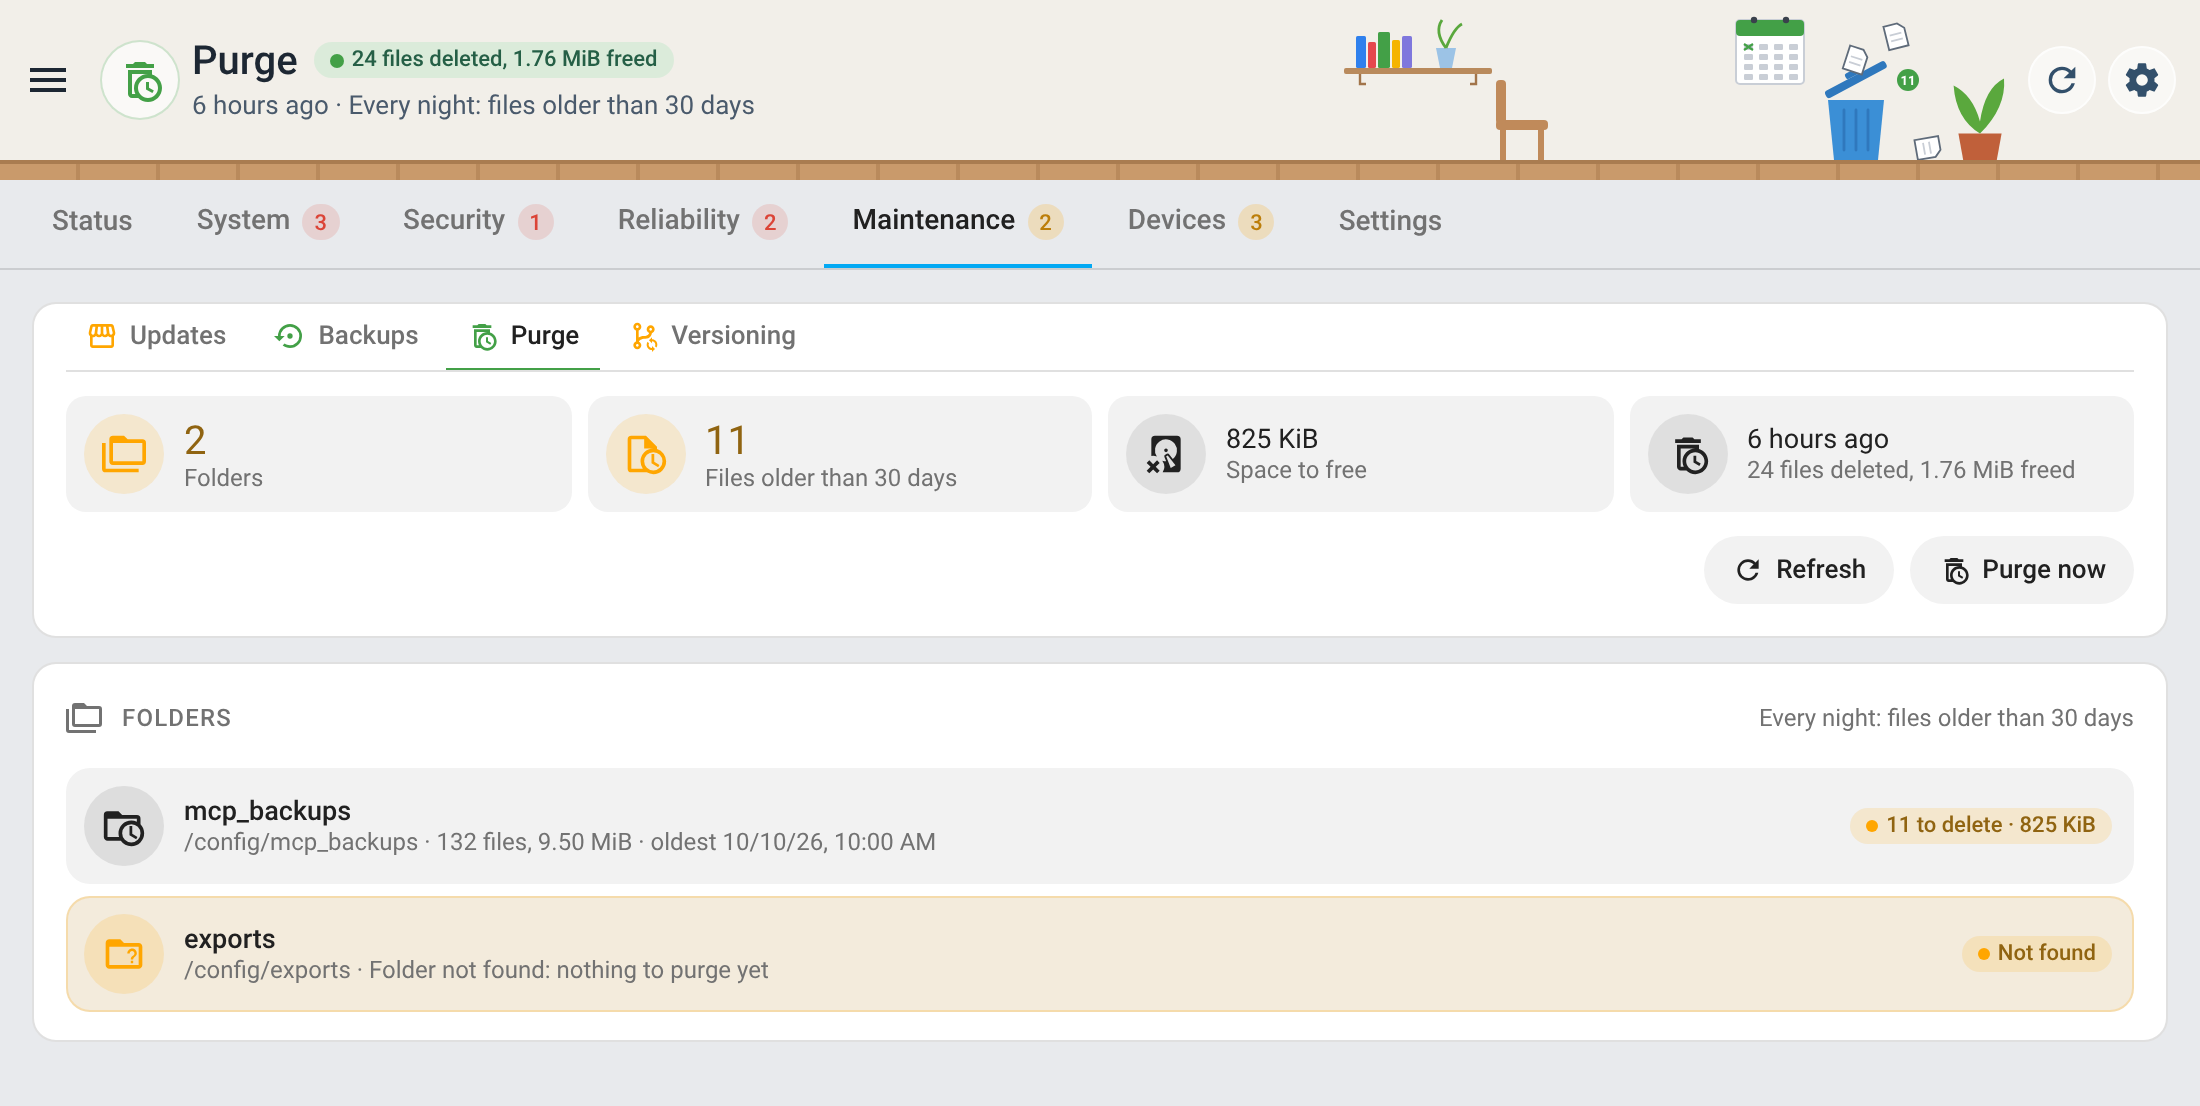 Purge
24 files deleted, 1.76 MiB freed
6 hours ago · Every night: files older than 30 days
11
Status
System 3
Security 1
Reliability 2
Maintenance 2
Devices 3
Settings
Updates
Backups
Purge
Versioning
2
Folders
11
Files older than 30 days
825 KiB
Space to free
6 hours ago
24 files deleted, 1.76 MiB freed
Refresh
Purge now
FOLDERS
Every night: files older than 30 days
mcp_backups
/config/mcp_backups · 132 files, 9.50 MiB · oldest 10/10/26, 10:00 AM
11 to delete · 825 KiB
exports
/config/exports · Folder not found: nothing to purge yet
Not found